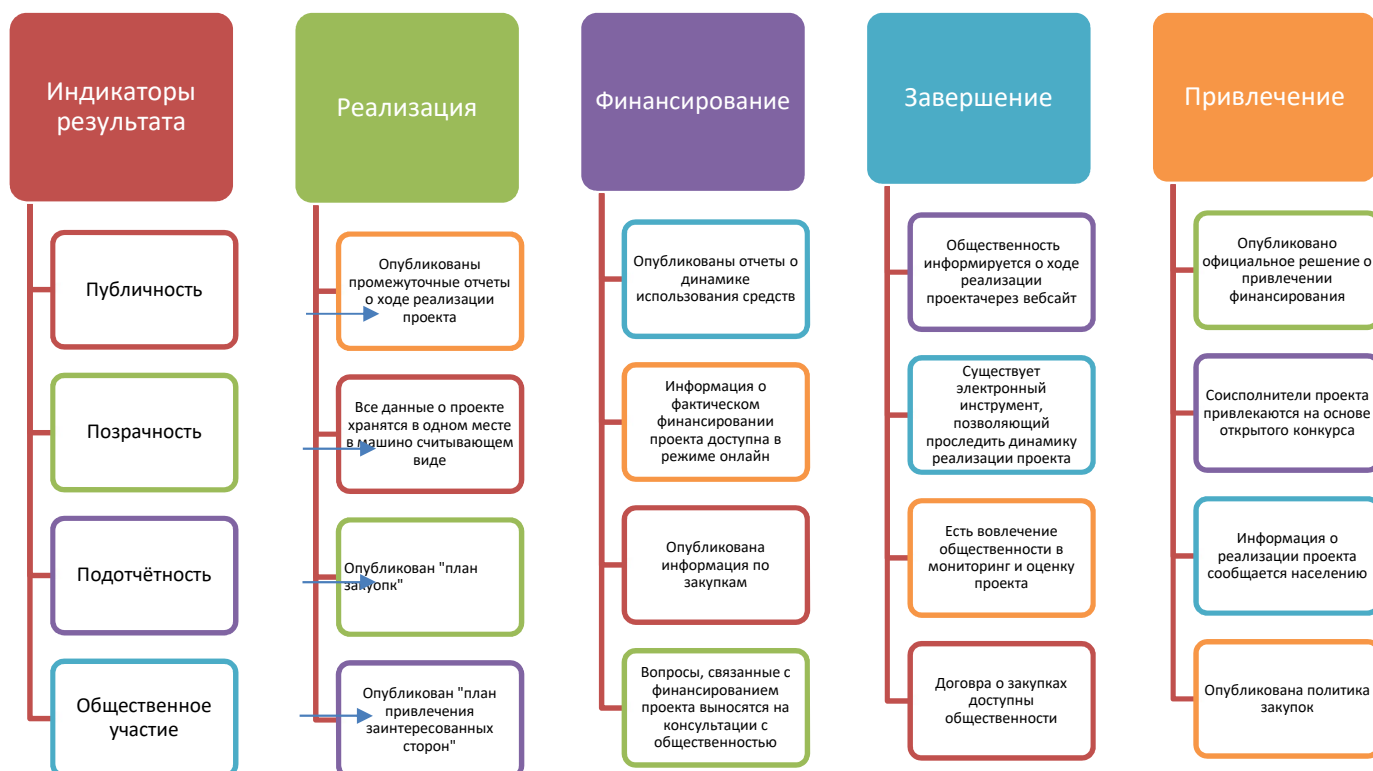 Индикаторы
результата
Публичность
Позрачность
Подотчётность
Общественное
участие
Реализация
Опубликованы
промежуточные отчеты
о ходе реализации
проекта
Все данные о проекте
хранятся в одном месте
в машино считывающем
виде
Опубликован "план
закуопк"
Опубликован "план
привлечения
заинтересованных
сторон"
Финансирование
Опубликованы отчеты о
динамике
использования средств
Информация о
фактическом
финансировании
проекта доступна в
режиме онлайн
Опубликована
информация по
закупкам
Вопросы, связанные с
финансированием
проекта выносятся на
консультации с
общественностью
Завершение
Общественность
информируется о ходе
реализации
проектачерез вебсайт
Существует
электронный
инструмент,
позволяющий
проследить динамику
реализации проекта
Есть вовлечение
общественности в
мониторинг и оценку
проекта
Договра о закупках
доступны
общественности
Привлечение
Опубликовано
официальное решение о
привлечении
финансирования
Соисполнители проекта
привлекаются на основе
открытого конкурса
Информация о
реализации проекта
сообщается населению
Опубликована политика
закупок